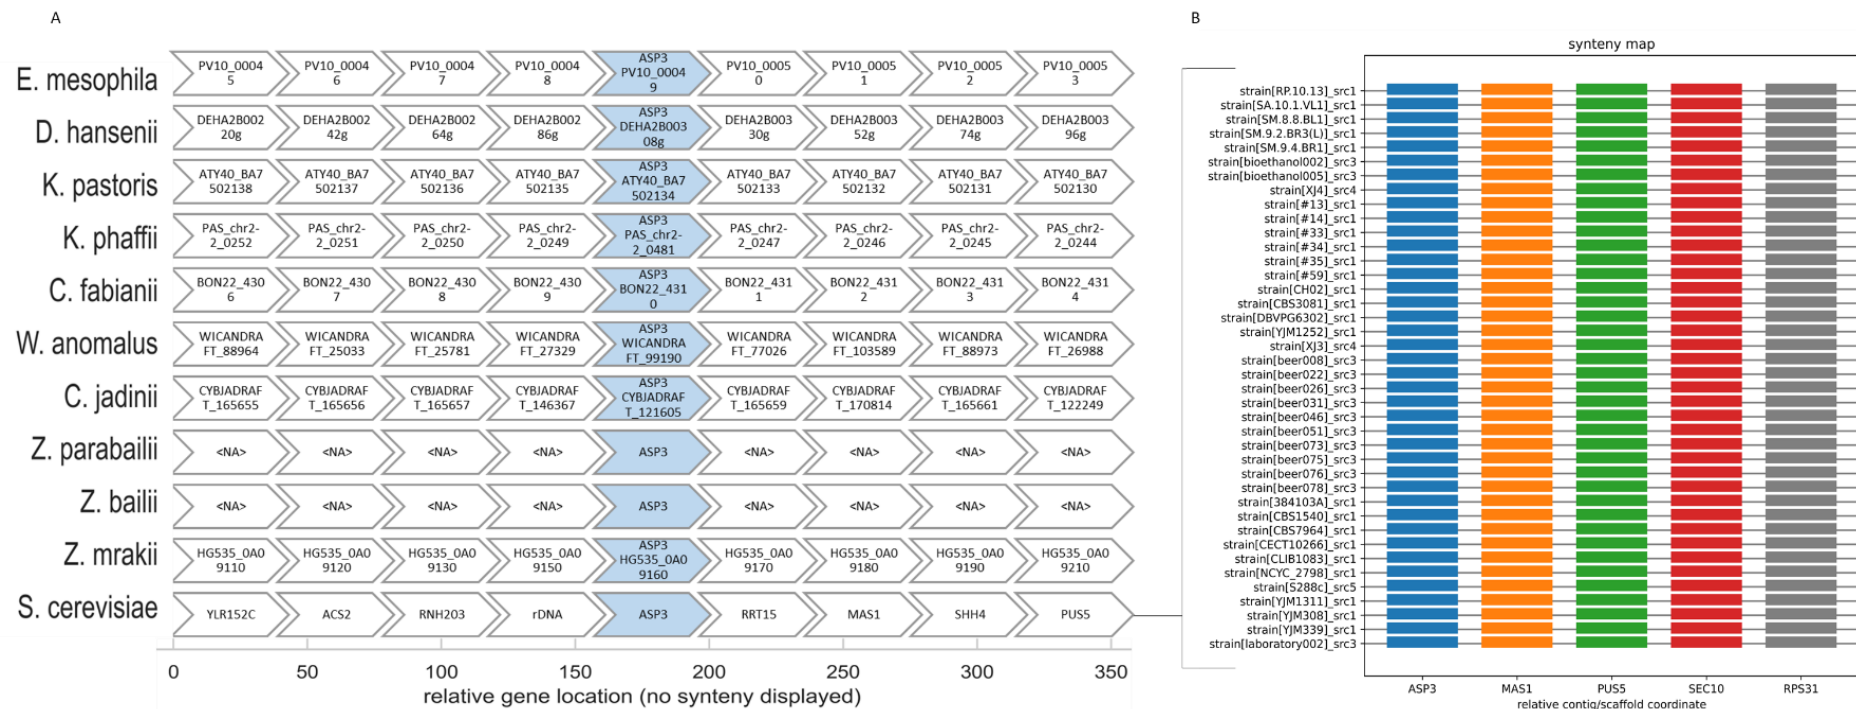 A
B
E. mesophila
PV10_0004
5
PV10_0004
6
PV10_0004
7
PV10_0004
8
ASP3
PV10_0004
9
PV10_0005
0
PV10_0005
1
PV10_0005
2
PV10_0005
3
D. hansenii
DEHA2B002
20g
DEHA2B002
42g
DEHA2B002
64g
DEHA2B002
86g
ASP3
DEHA2B003
08g
DEHA2B003
30g
DEHA2B003
52g
DEHA2B003
74g
DEHA2B003
96g
K. pastoris
ATY40_BA7
502138
ATY40_BA7
502137
ATY40_BA7
502136
ATY40_BA7
502135
ASP3
ATY40_BA7
502134
ATY40_BA7
502133
ATY40_BA7
502132
ATY40_BA7
502131
ATY40_BA7
502130
K. phaffii
PAS_chr2-
2_0252
PAS_chr2-
2_0251
PAS_chr2-
2_0250
PAS_chr2-
2_0249
ASP3
PAS_chr2-
2_0481
PAS_chr2-
2_0247
PAS_chr2-
2_0246
PAS_chr2-
2_0245
PAS_chr2-
2_0244
C. fabianii
BON22_430
6
BON22_430
7
BON22_430
8
BON22_430
9
ASP3
BON22_431
0
BON22_431
1
BON22_431
2
BON22_431
3
BON22_431
4
W. anomalus
WICANDRA
FT_88964
WICANDRA
FT_25033
WICANDRA
FT_25781
WICANDRA
FT_27329
ASP3
WICANDRA
FT_99190
WICANDRA
FT_77026
WICANDRA
FT_103589
WICANDRA
FT_88973
WICANDRA
FT_26988
C. jadinii
CYBJADRAF
T_165655
CYBJADRAF
T_165656
CYBJADRAF
T_165657
CYBJADRAF
T_146367
ASP3
CYBJADRAF
T_121605
CYBJADRAF
T_165659
CYBJADRAF
T_170814
CYBJADRAF
T_165661
CYBJADRAF
T_122249
Z. parabailii
<NA>
<NA>
<NA>
<NA>
ASP3
<NA>
<NA>
<NA>
<NA>
Z. bailii
<NA>
<NA>
<NA>
<NA>
ASP3
<NA>
<NA>
<NA>
<NA>
Z. mrakii
HG535_0A0
9110
HG535_0A0
9120
HG535_0A0
9130
HG535_0A0
9150
ASP3
HG535_0A0
9160
HG535_0A0
9170
HG535_0A0
9180
HG535_0A0
9190
HG535_0A0
9210
S. cerevisiae
YLR152C
ACS2
RNH203
rDNA
ASP3
RRT15
MAS1
SHH4
PUS5
0 50 100 150 200 250 300 350
relative gene location (no synteny displayed)
synteny map
strain[RP.10.13]_src1
strain[SA.10.1.VL1]_src1
strain[SM.8.8.BL1]_src1
strain[SM.9.2.BR3(L)]_src1
strain[SM.9.4.BR1]_src1
strain[bioethanol002]_src3
strain[bioethanol005]_src3
strain[XJ4]_src4
strain[#13]_src1
strain[#14]_src1
strain[#33]_src1
strain[#34]_src1
strain[#35]_src1
strain[#59]_src1
strain[CH02]_src1
strain[CBS3081]_src1
strain[DBVPG6302]_src1
strain[YJM1252]_src1
strain[XJ3]_src4
strain[beer008]_src3
strain[beer022]_src3
strain[beer026]_src3
strain[beer031]_src3
strain[beer046]_src3
strain[beer051]_src3
strain[beer073]_src3
strain[beer075]_src3
strain[beer076]_src3
strain[beer078]_src3
strain[384103A]_src1
strain[CBS1540]_src1
strain[CBS7964]_src1
strain[CECT10266]_src1
strain[CLIB1083]_src1
strain[NCYC_2798]_src1
strain[S288c]_src5
strain[YJM1311]_src1
strain[YJM308]_src1
strain[YJM339]_src1
strain[laboratory002]_src3
ASP3 MAS1 PUS5 SEC10 RPS31
relative contig/scaffold coordinate